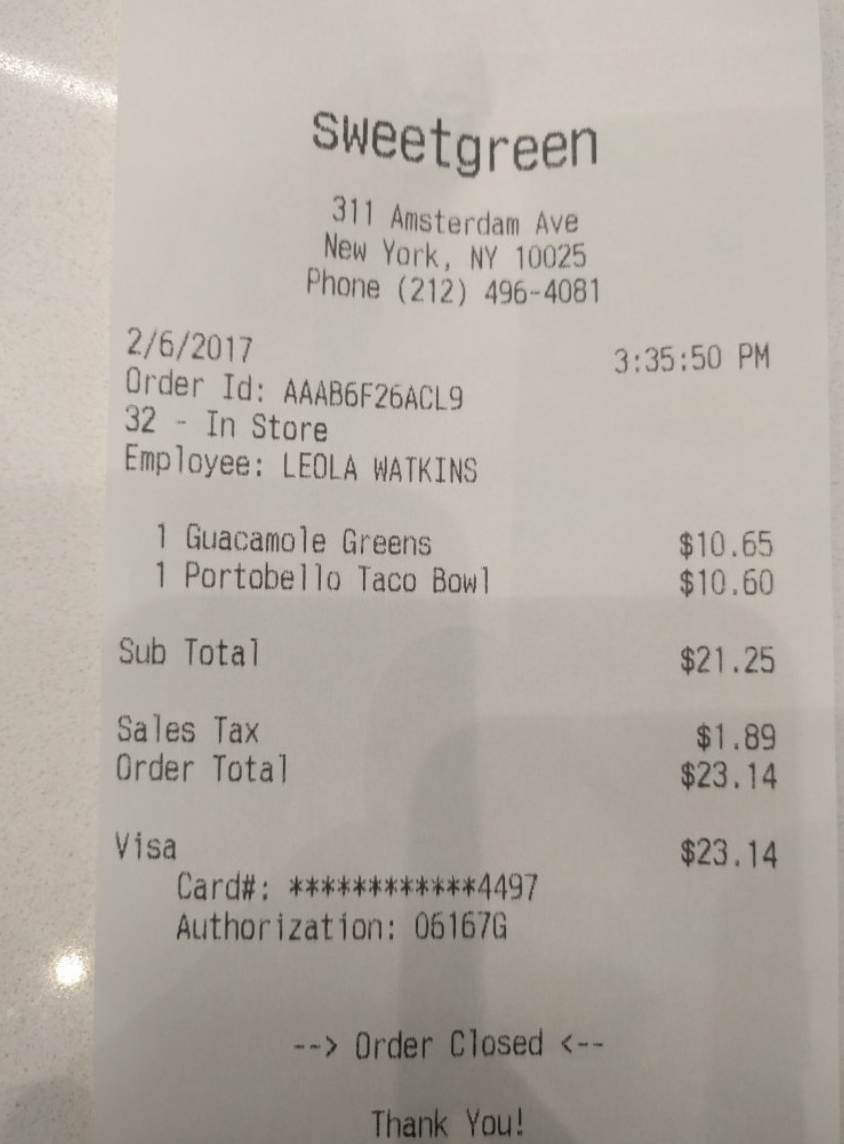 sweetgreen
311 Amsterdam Ave
New York, NY 10025
Phone (212) 496-4081
2/6/2017 3:35:50 PM
Order Id: AAAB6F26ACL9
32 - In Store
Employee: LEOLA WATKINS
1 Guacamole Greens $10.65
1 Portobello Taco Bowl $10.60
Sub Total $21.25
Sales Tax $1.89
Order Total $23.14
Visa $23.14
Card#: ************4497
Authorization: 06167G
--> Order Closed <--
Thank You!